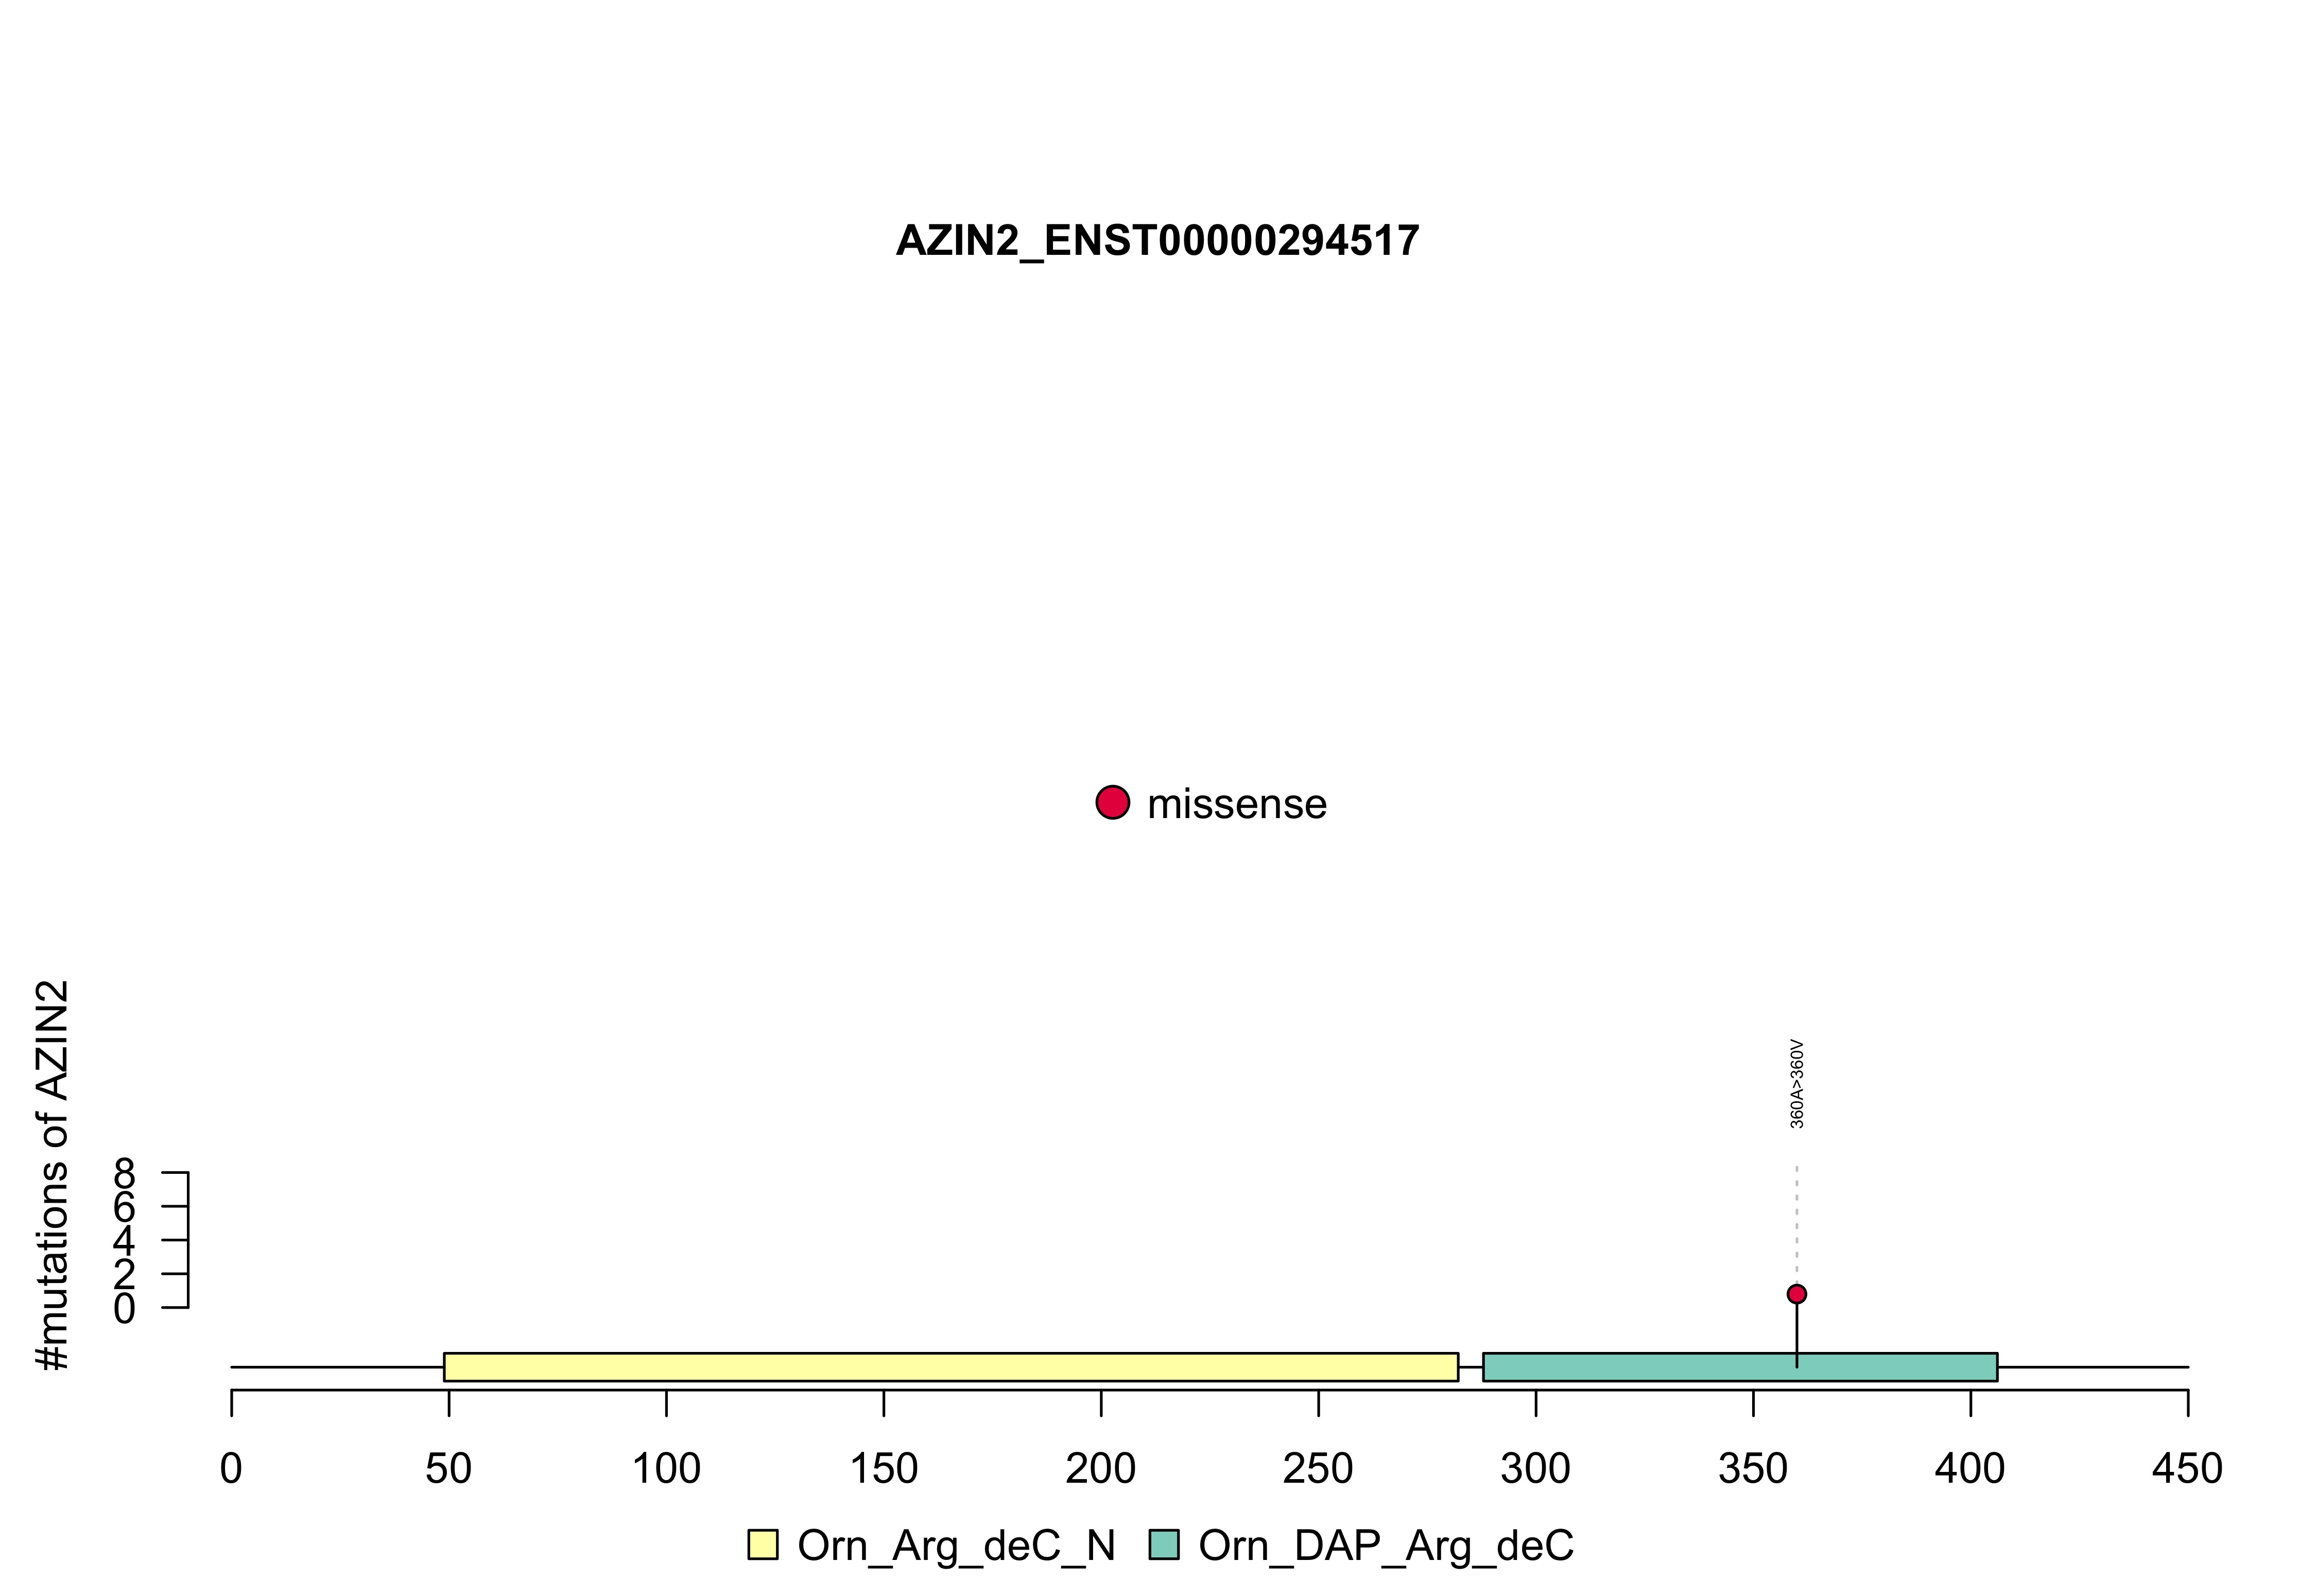 AZIN2_ENST00000294517
missense
#mutations of AZIN2
360A>360V
8
6
4
2
0
0 50 100 150 200 250 300 350 400 450
Orn_Arg_deC_N Orn_DAP_Arg_deC